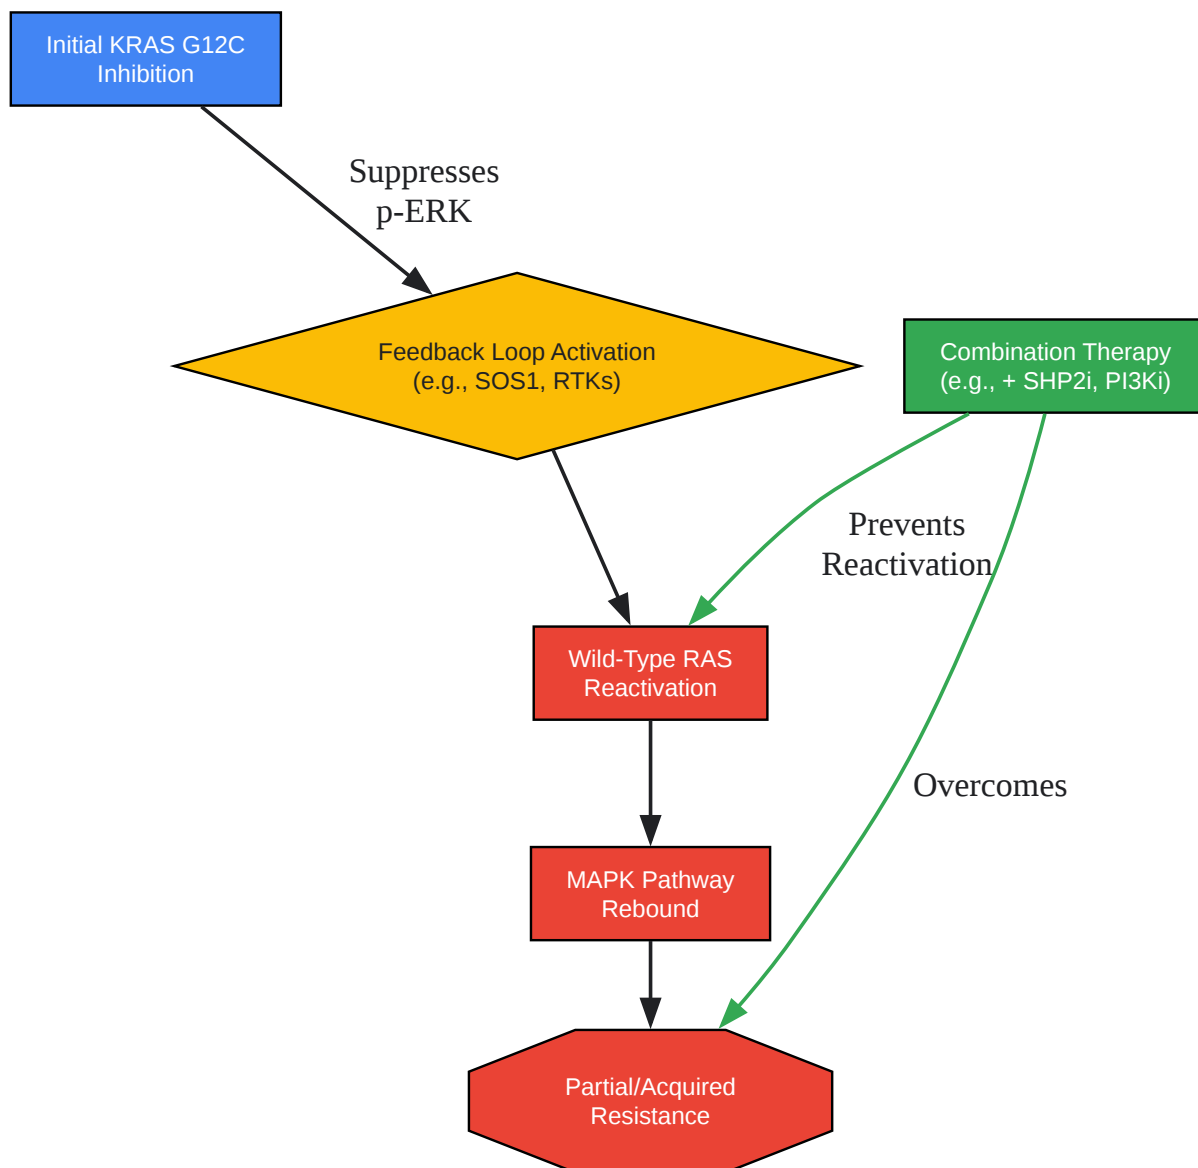 Initial KRAS G12C
Inhibition
Suppresses
p-ERK
Feedback Loop Activation
(e.g., SOS1, RTKs)
Combination Therapy
(e.g., + SHP2i, PI3Ki)
Prevents
Reactivation
Wild-Type RAS
Reactivation
Overcomes
MAPK Pathway
Rebound
Partial/Acquired
Resistance